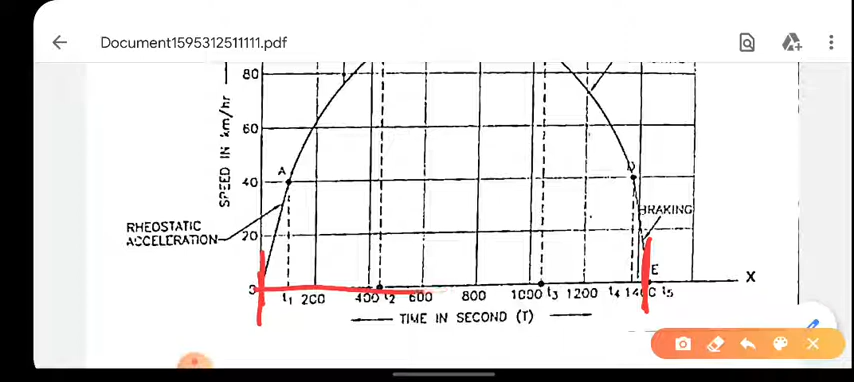 Document1595312511111.pdf
80
60
SPEED IN km/hr
A
D
40
BRAKING
RHEOSTATIC
ACCELERATION
20
E
X
0 t1 200 400 t2 600 800 1000 t3 1200 t4 1400 t5
TIME IN SECOND (T)